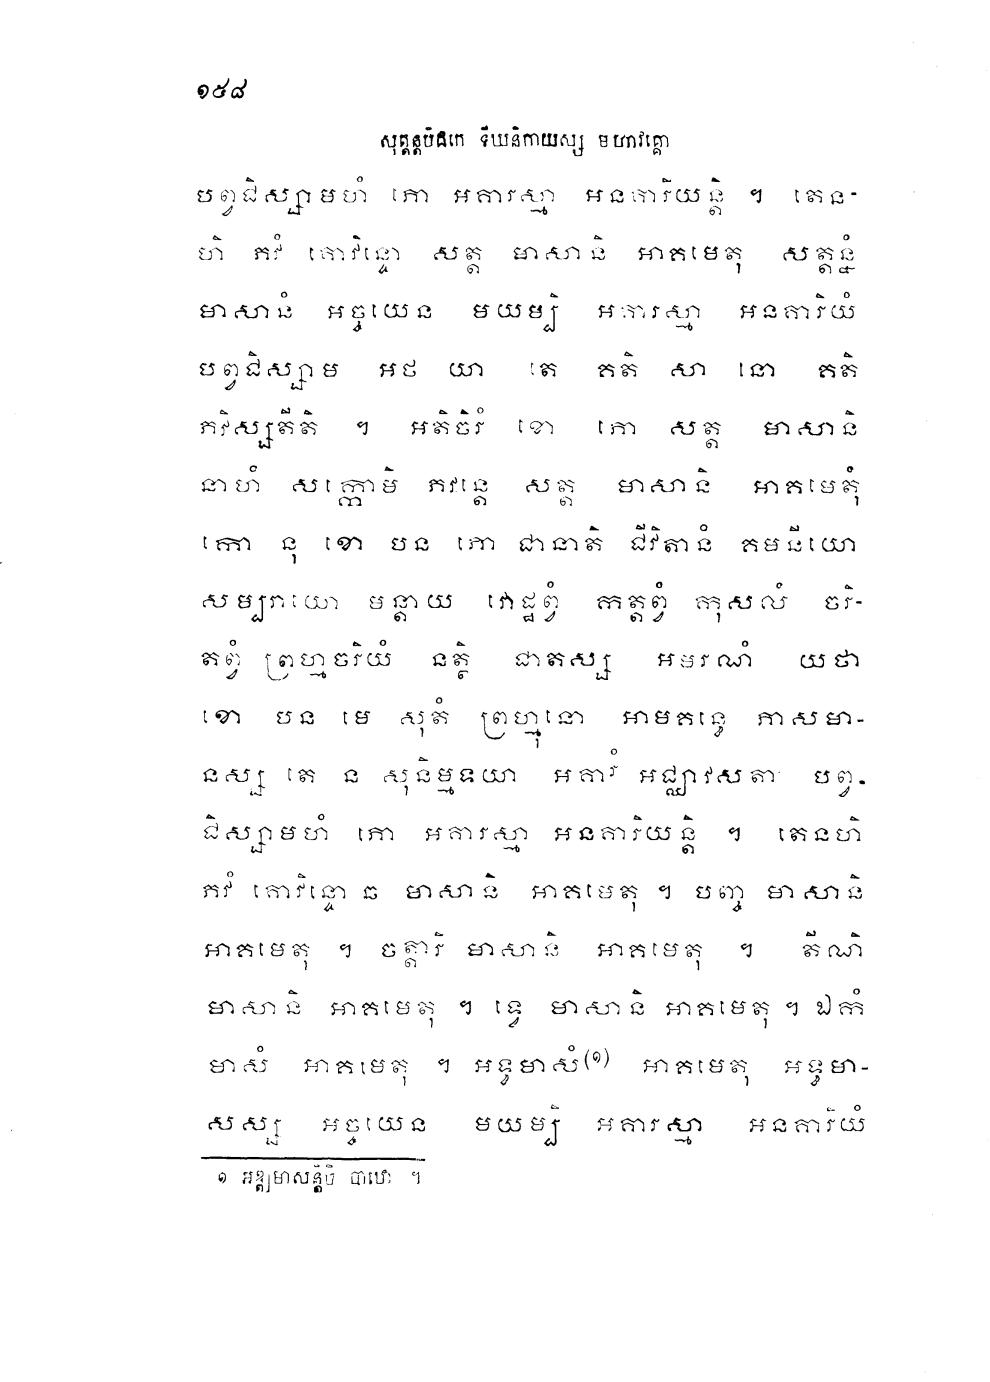 ១៥៨
សុត្តន្តបិដកេ ទីឃនិកាយស្ស មហាវគ្គោ
បព្វជិស្សាមហំ ភោ អគារស្មា អនគារិយន្តិ ។ តេន-
ហិ ភវំ គោវិន្ទោ សត្ត មាសានិ អាគមេតុ សត្តន្នំ
មាសានំ អច្ចយេន មយម្បិ អគារស្មា អនគារិយំ
បព្វជិស្សាម អថ យា តេ គតិ សា នោ គតិ
ភវិស្សតីតិ ។ អតិចិរំ ខោ ភោ សត្ត មាសានិ
នាហំ សក្កោមិ ភវន្តេ សត្ត មាសានិ អាគមេតុំ
កោ នុ ខោ បន ភោ ជានាតិ ជីវិតានំ គមនីយោ
សម្បរាយោ មន្តាយ វោដ្ឋព្វំ កត្តព្វំ កុសលំ ចរិ-
តព្វំ ព្រហ្មចរិយំ នត្ថិ ជាតស្ស អមរណំ យថា
ខោ បន មេ សុតំ ព្រហ្មុនោ អាមគន្ធេ ភាសមា-
នស្ស តេ ន សុនិម្មទយា អគារំ អជ្ឈាវសតា បព្វ-
ជិស្សាមហំ ភោ អគារស្មា អនគារិយន្តិ ។ តេនហិ
ភវំ គោវិន្ទោ ឆ មាសានិ អាគមេតុ ។ បញ្ច មាសានិ
អាគមេតុ ។ ចត្តារិ មាសានិ អាគមេតុ ។ តីណិ
មាសានិ អាគមេតុ ។ ទ្វេ មាសានិ អាគមេតុ ។ ឯកំ
មាសំ អាគមេតុ ។ អឌ្ឍមាសំ(១) អាគមេតុ អឌ្ឍមា-
សស្ស អច្ចយេន មយម្បិ អគារស្មា អនគារិយំ
១ អឌ្ឍមាសន្តិបិ បាឋោ ។